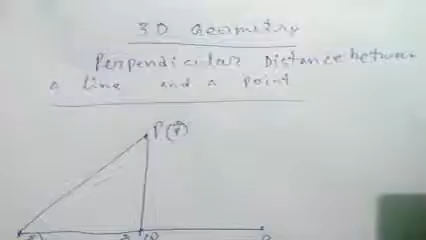 3D Geometry
Perpendicular Distance between
a line and a point
P